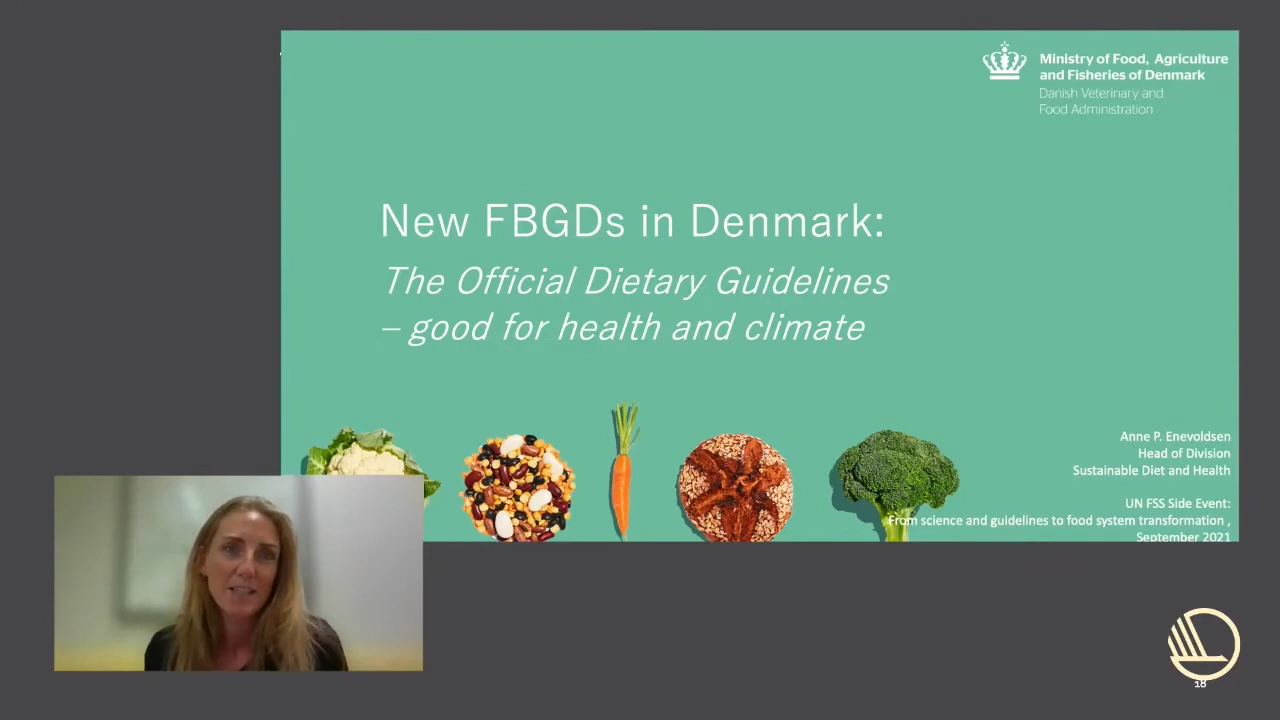 Ministry of Food, Agriculture
and Fisheries of Denmark
Danish Veterinary and
Food Administration
New FBGDs in Denmark:
The Official Dietary Guidelines
– good for health and climate
Anne P. Enevoldsen
Head of Division
Sustainable Diet and Health
UN FSS Side Event:
From science and guidelines to food system transformation ,
September 2021
18